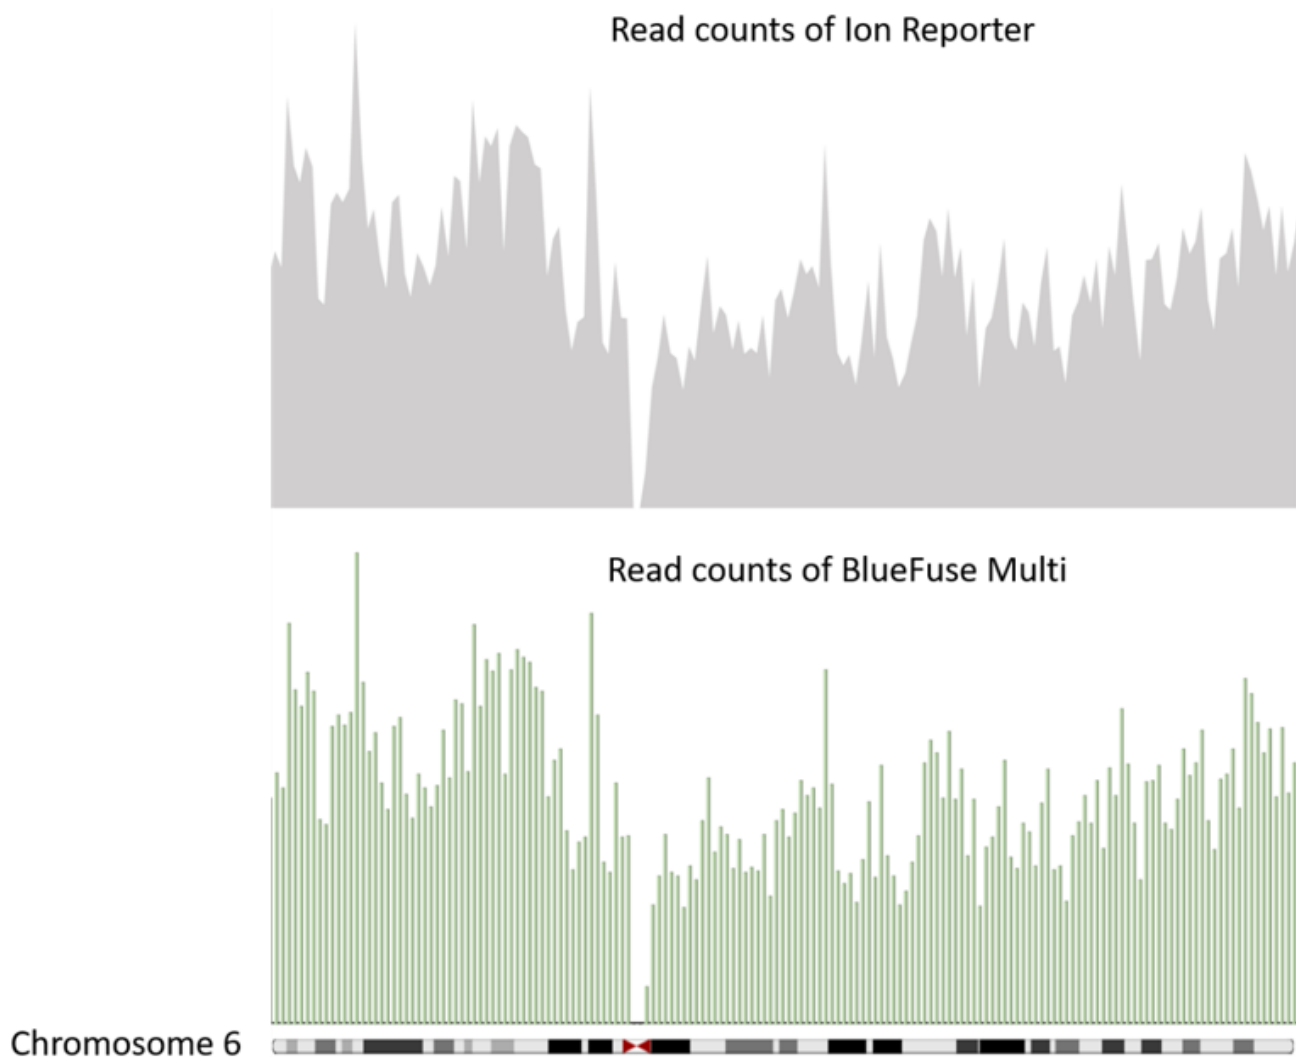 Read counts of Ion Reporter
Read counts of BlueFuse Multi
Chromosome 6